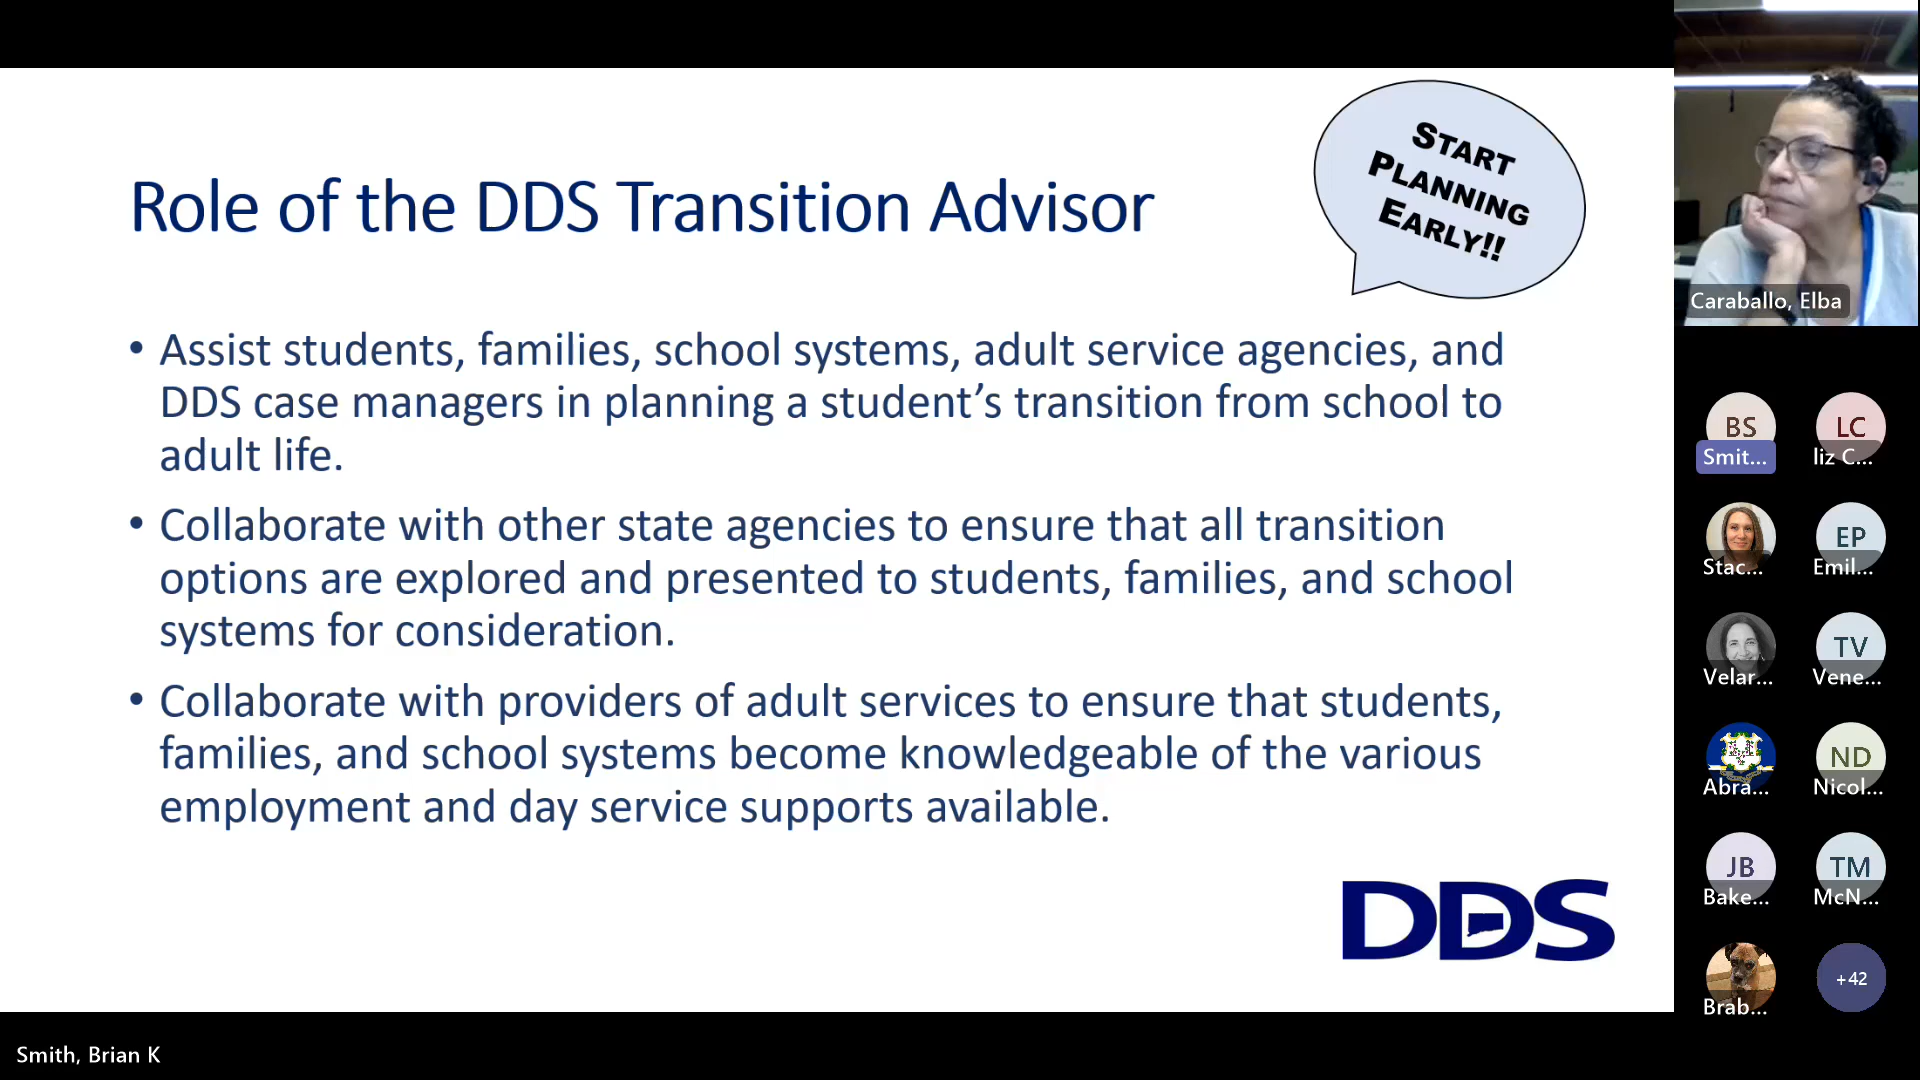 Role of the DDS Transition Advisor
START
PLANNING
EARLY!!
• Assist students, families, school systems, adult service agencies, and
DDS case managers in planning a student’s transition from school to
adult life.
• Collaborate with other state agencies to ensure that all transition
options are explored and presented to students, families, and school
systems for consideration.
• Collaborate with providers of adult services to ensure that students,
families, and school systems become knowledgeable of the various
employment and day service supports available.
DDS
Smith, Brian K
Caraballo, Elba
BS
Smit...
LC
liz C...
Stac...
EP
Emil...
Velar...
TV
Vene...
Abra...
ND
Nicol...
JB
Bake...
TM
McN...
Brab...
+42